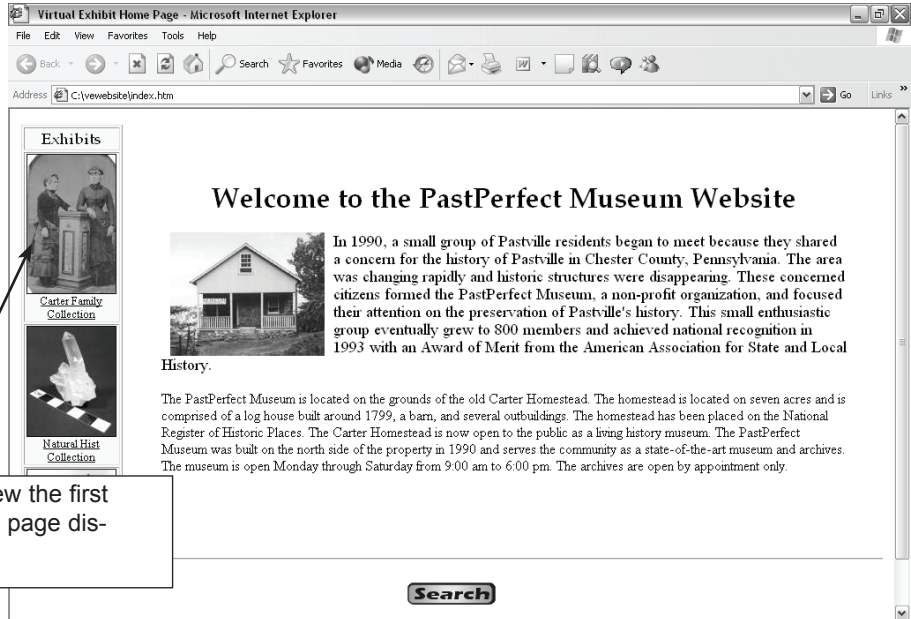 Virtual Exhibit Home Page - Microsoft Internet Explorer
File Edit View Favorites Tools Help
Back Search Favorites Media
Address C:\vewebsite\index.htm Go Links »
Exhibits
Carter Family
Collection
Natural Hist
Collection
Welcome to the PastPerfect Museum Website
In 1990, a small group of Pastville residents began to meet because they shared
a concern for the history of Pastville in Chester County, Pennsylvania. The area
was changing rapidly and historic structures were disappearing. These concerned
citizens formed the PastPerfect Museum, a non-profit organization, and focused
their attention on the preservation of Pastville's history. This small enthusiastic
group eventually grew to 800 members and achieved national recognition in
1993 with an Award of Merit from the American Association for State and Local
History.
The PastPerfect Museum is located on the grounds of the old Carter Homestead. The homestead is located on seven acres and is
comprised of a log house built around 1799, a barn, and several outbuildings. The homestead has been placed on the National
Register of Historic Places. The Carter Homestead is now open to the public as a living history museum. The PastPerfect
Museum was built on the north side of the property in 1990 and serves the community as a state-of-the-art museum and archives.
The museum is open Monday through Saturday from 9:00 am to 6:00 pm. The archives are open by appointment only.
ew the first
page dis-
Search